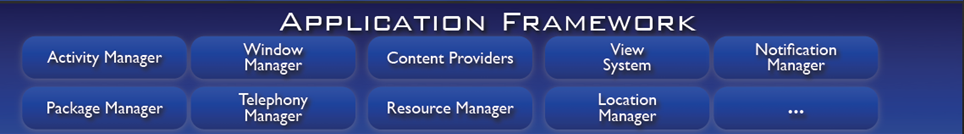 APPLICATION FRAMEWORK
Activity Manager
Window
Manager
Content Providers
View
System
Notification
Manager
Package Manager
Telephony
Manager
Resource Manager
Location
Manager
...